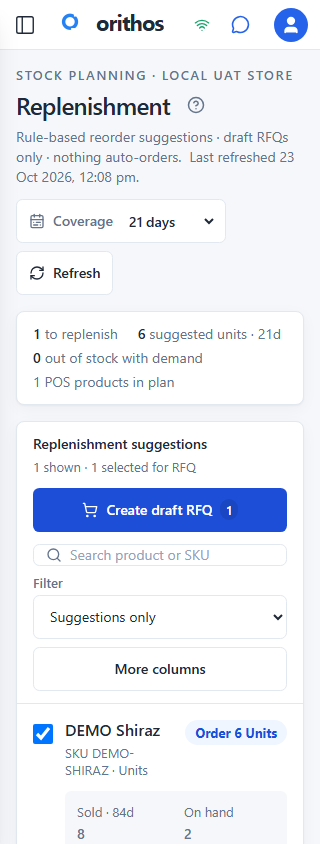 orithos
STOCK PLANNING · LOCAL UAT STORE
Replenishment
Rule-based reorder suggestions · draft RFQs
only · nothing auto-orders. Last refreshed 23
Oct 2026, 12:08 pm.
Coverage 21 days
Refresh
1 to replenish 6 suggested units · 21d
0 out of stock with demand
1 POS products in plan
Replenishment suggestions
1 shown · 1 selected for RFQ
Create draft RFQ 1
Search product or SKU
Filter
Suggestions only
More columns
DEMO Shiraz Order 6 Units
SKU DEMO-
SHIRAZ · Units
Sold · 84d On hand
8 2